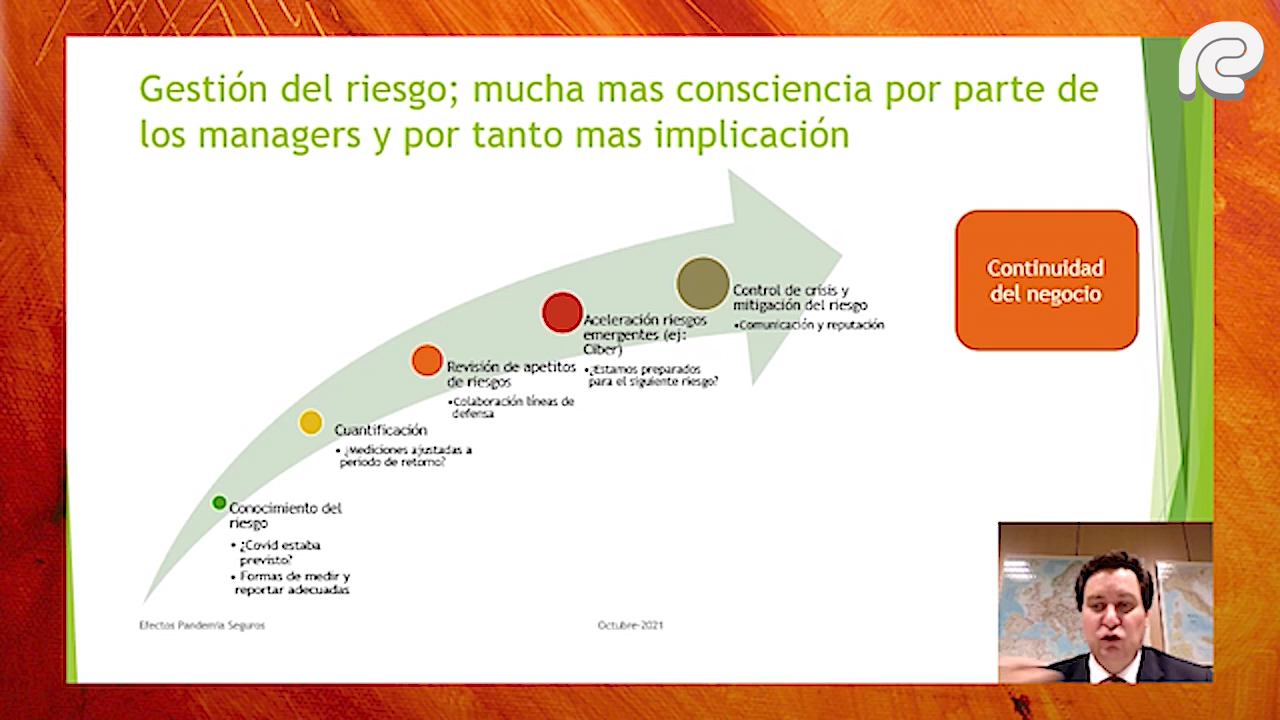 Gestión del riesgo; mucha mas consciencia por parte de
los managers y por tanto mas implicación
Continuidad
del negocio
Control de crisis y
mitigación del riesgo
•Comunicación y reputación
Aceleración riesgos
emergentes (ej:
Ciber)
•¿Estamos preparados
para el siguiente riesgo?
Revisión de apetitos
de riesgos
•Colaboración líneas de
defensa
Cuantificación
• ¿Mediciones ajustadas a
periodo de retorno?
Conocimiento del
riesgo
• ¿Covid estaba
previsto?
• Formas de medir y
reportar adecuadas
Efectos Pandemia Seguros
Octubre-2021